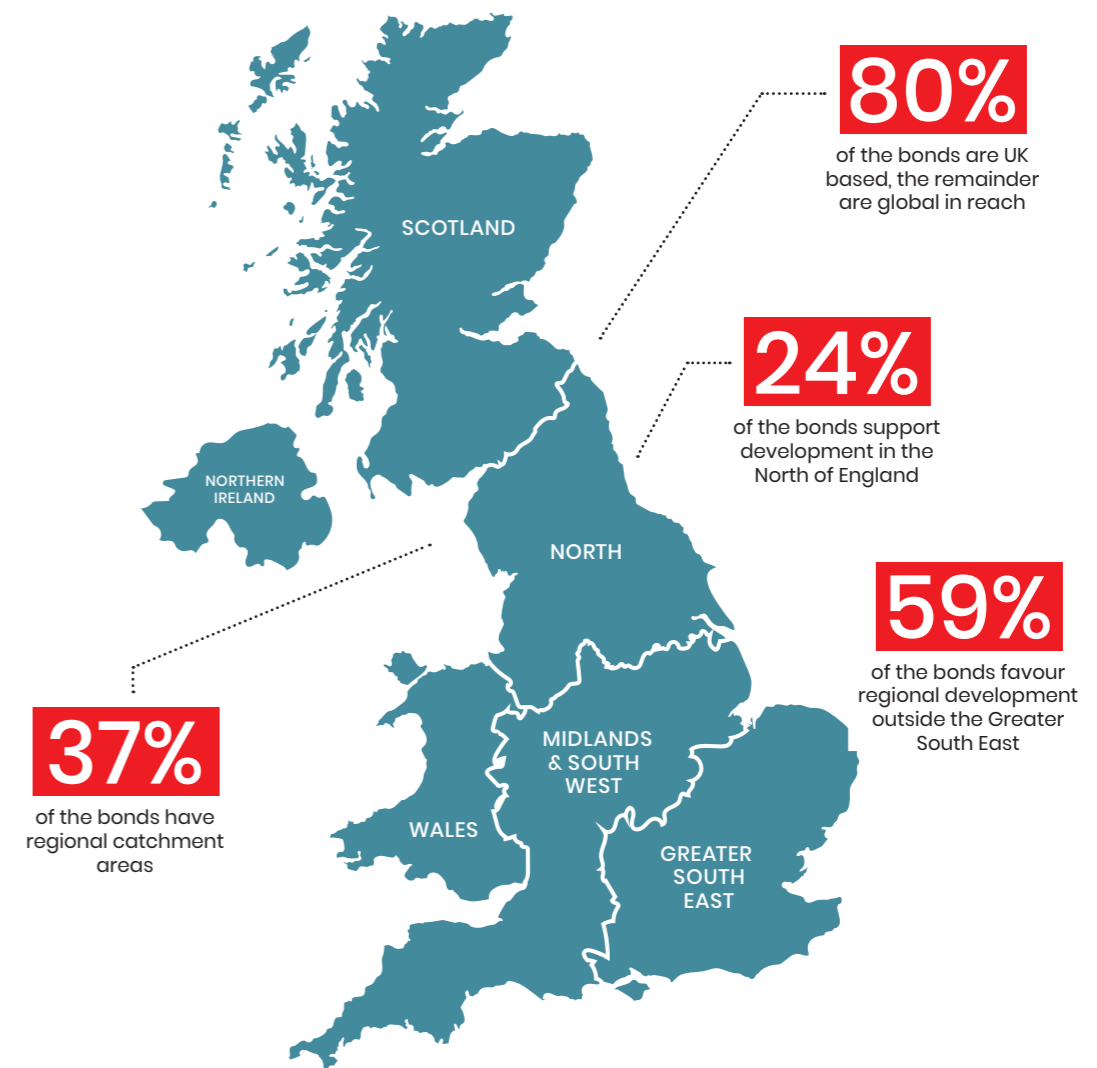 80%
of the bonds are UK
based, the remainder
are global in reach
SCOTLAND
24%
of the bonds support
development in the
North of England
NORTHERN
IRELAND
NORTH
59%
of the bonds favour
regional development
outside the Greater
South East
37%
of the bonds have
regional catchment
areas
MIDLANDS
& SOUTH
WEST
WALES
GREATER
SOUTH
EAST